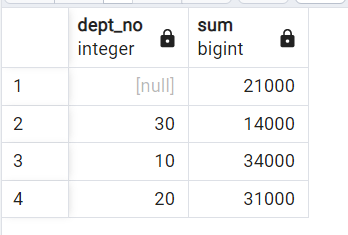 dept_no sum
integer bigint
1 [null] 21000
2 30 14000
3 10 34000
4 20 31000